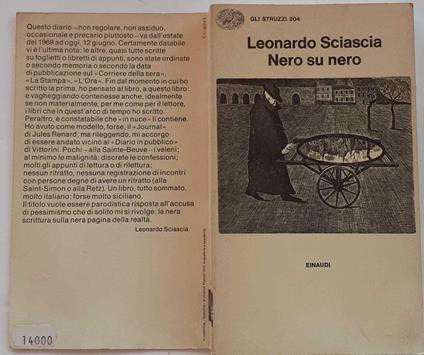 Questo diario – non regolare, non assiduo,
occasionale e precario piuttosto – va dall'estate
del 1969 ad oggi, 12 giugno. Certamente databile
vi è l'ultima nota: le altre, quasi tutte scritte
su foglietti o libretti di appunti, sono state ordinate
o secondo memoria o secondo la data
di pubblicazione sul «Corriere della sera»,
«La Stampa», «L'Ora». Fin dal momento in cui ho
scritto la prima, ho pensato al libro, a questo libro:
e vagheggiando contenesse anche, idealmente
se non materialmente, per me come per il lettore,
i libri che in quest'arco di tempo ho scritto.
Peraltro, è constatabile che «in nuce» li contiene.
Ho avuto come modello, forse, il «Journal»
di Jules Renard; ma rileggendo, mi accorgo
di essere andato vicino al «Diario in pubblico»
di Vittorini. Pochi – alla Sainte-Beuve – i veleni;
al minimo le malignità; discrete le confessioni;
molti gli appunti di lettura o di rilettura;
nessun ritratto, nessuna registrazione di incontri
con persone degne di avere un ritratto (alla
Saint-Simon o alla Retz). Un libro, tutto sommato,
molto italiano; forse molto siciliano.
Il titolo vuole essere parodistica risposta all'accusa
di pessimismo che di solito mi si rivolge: la nera
scrittura sulla nera pagina della realtà.
Leonardo Sciascia
14000
GLI STRUZZI 204
Leonardo Sciascia
Nero su nero
EINAUDI